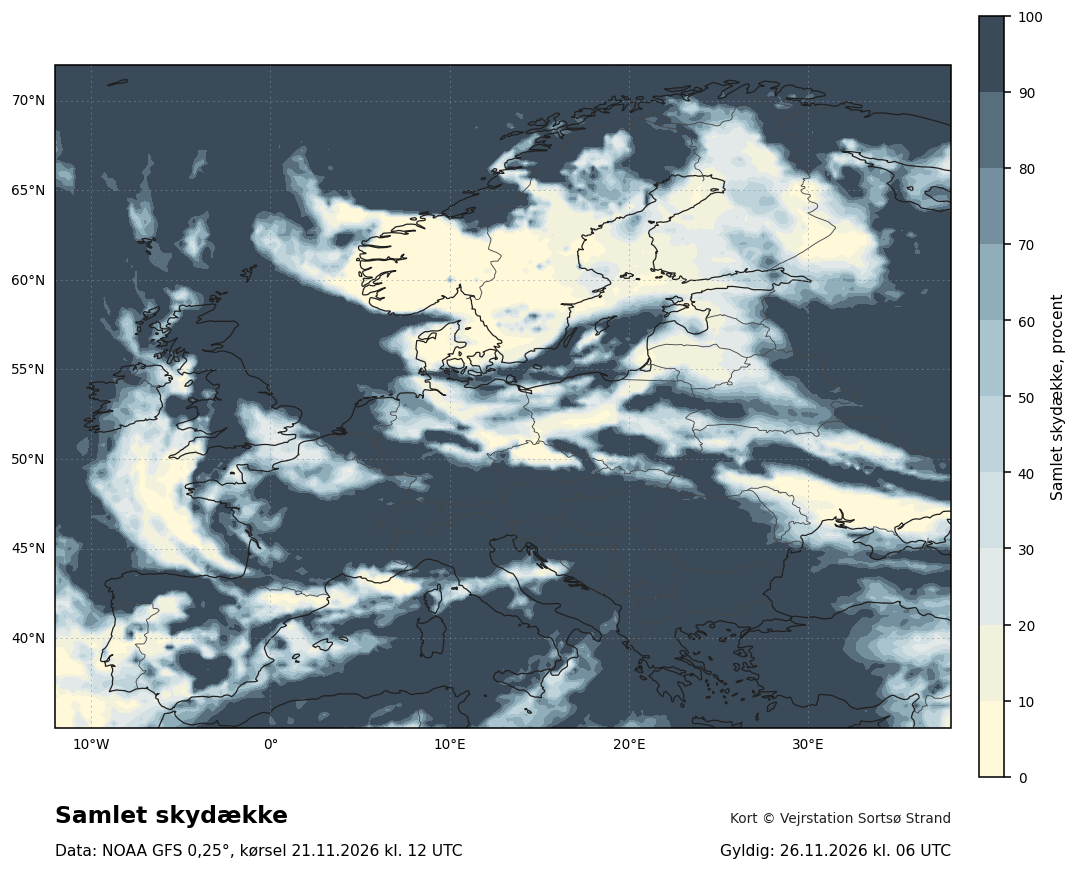 100
90
80
70
60
50
40
30
20
10
0
Samlet skydække, procent
70°N
65°N
60°N
55°N
50°N
45°N
40°N
10°W
0°
10°E
20°E
30°E
Samlet skydække
Kort © Vejrstation Sortsø Strand
Data: NOAA GFS 0,25°, kørsel 21.11.2026 kl. 12 UTC
Gyldig: 26.11.2026 kl. 06 UTC